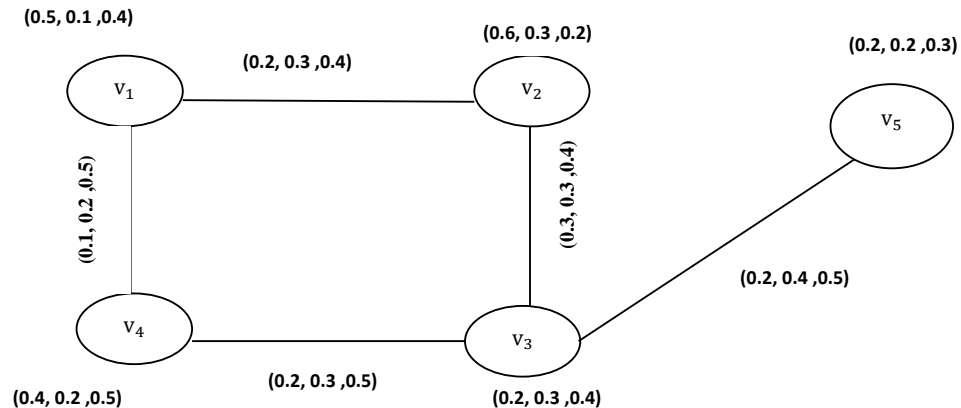 (0.5, 0.1 ,0.4)
(0.6, 0.3 ,0.2)
(0.2, 0.2 ,0.3)
(0.2, 0.3 ,0.4)
v₁
v₂
v₅
(0.1, 0.2 ,0.5)
(0.3, 0.3 ,0.4)
(0.2, 0.4 ,0.5)
v₄
v₃
(0.2, 0.3 ,0.5)
(0.4, 0.2 ,0.5)
(0.2, 0.3 ,0.4)